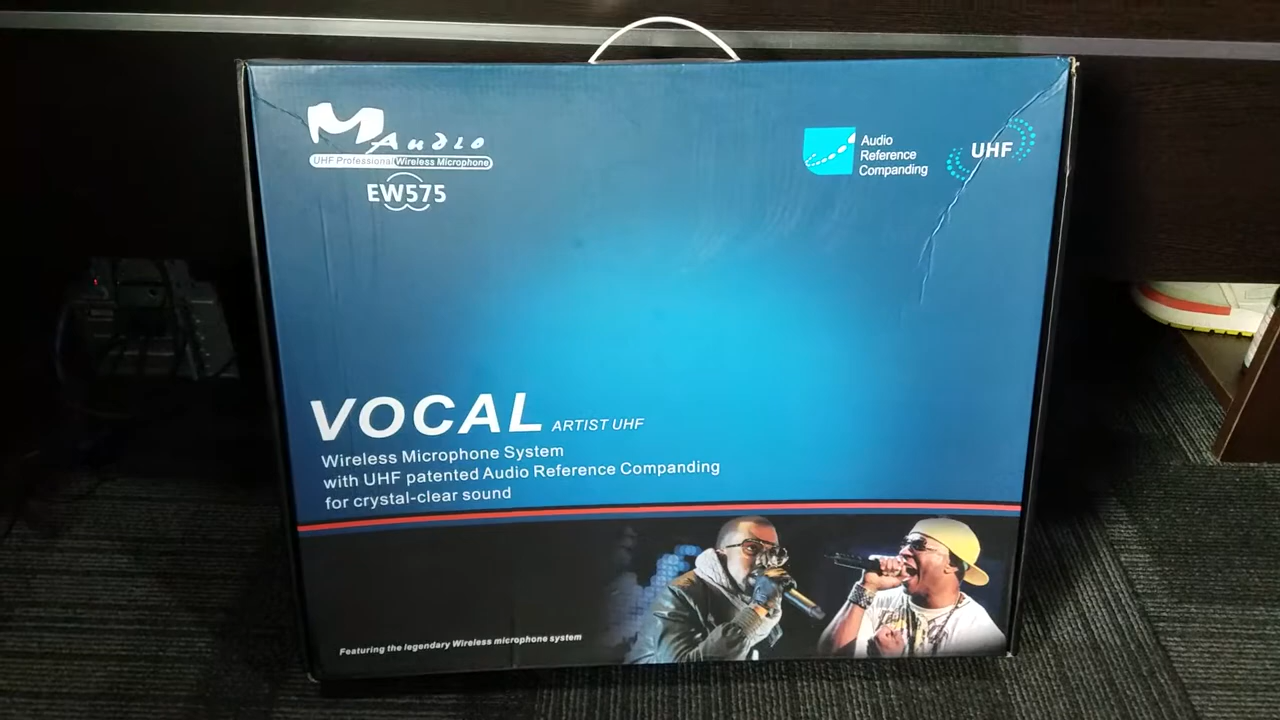 M Audio
UHF Professional Wireless Microphone
EW575
Audio
Reference
Companding
UHF
VOCAL ARTIST UHF
Wireless Microphone System
with UHF patented Audio Reference Companding
for crystal-clear sound
Featuring the legendary Wireless microphone system